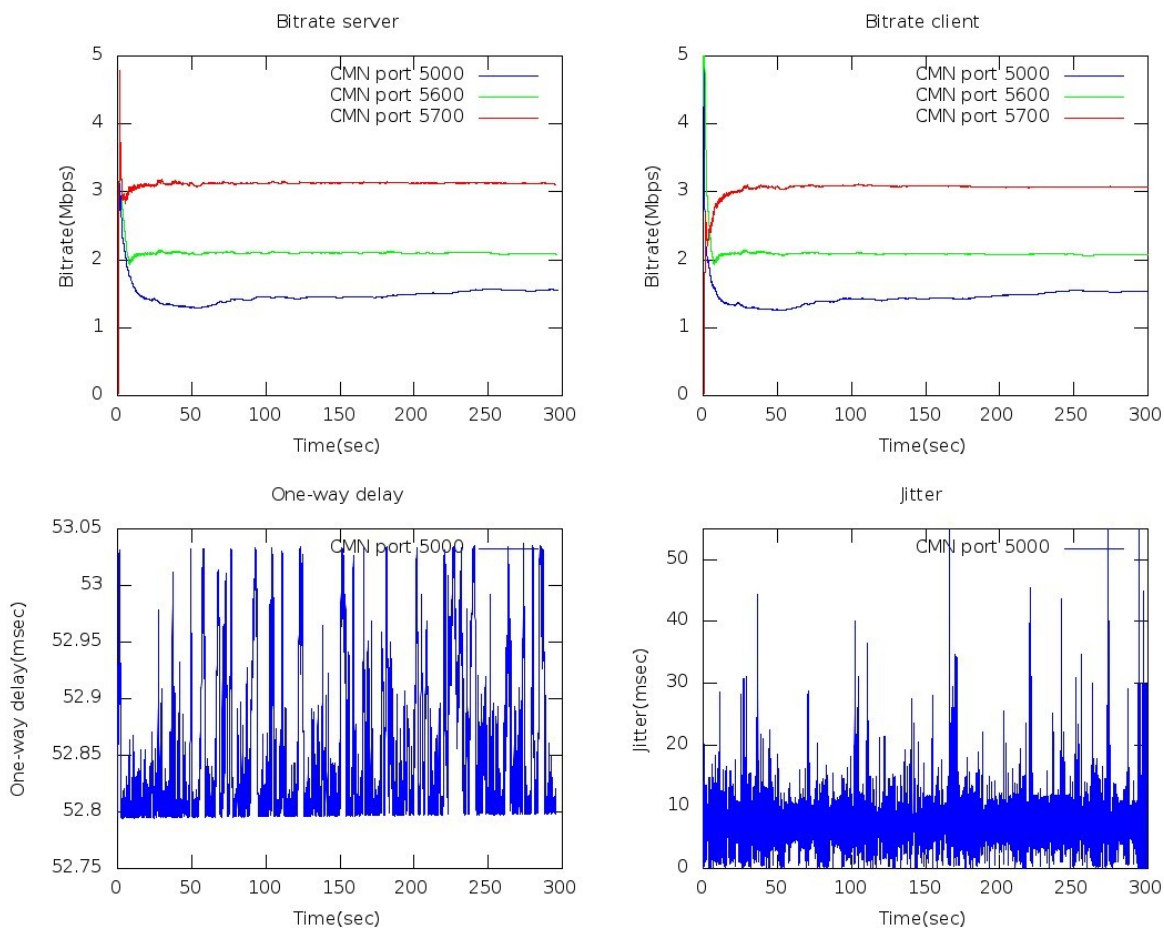 Bitrate server
Bitrate(Mbps)
5
4
3
2
1
0
CMN port 5000
CMN port 5600
CMN port 5700
0 50 100 150 200 250 300
Time(sec)
Bitrate client
Bitrate(Mbps)
5
4
3
2
1
0
CMN port 5000
CMN port 5600
CMN port 5700
0 50 100 150 200 250 300
Time(sec)
One-way delay
One-way delay(msec)
53.05
53
52.95
52.9
52.85
52.8
52.75
CMN port 5000
0 50 100 150 200 250 300
Time(sec)
Jitter
Jitter(msec)
50
40
30
20
10
0
CMN port 5000
0 50 100 150 200 250 300
Time(sec)